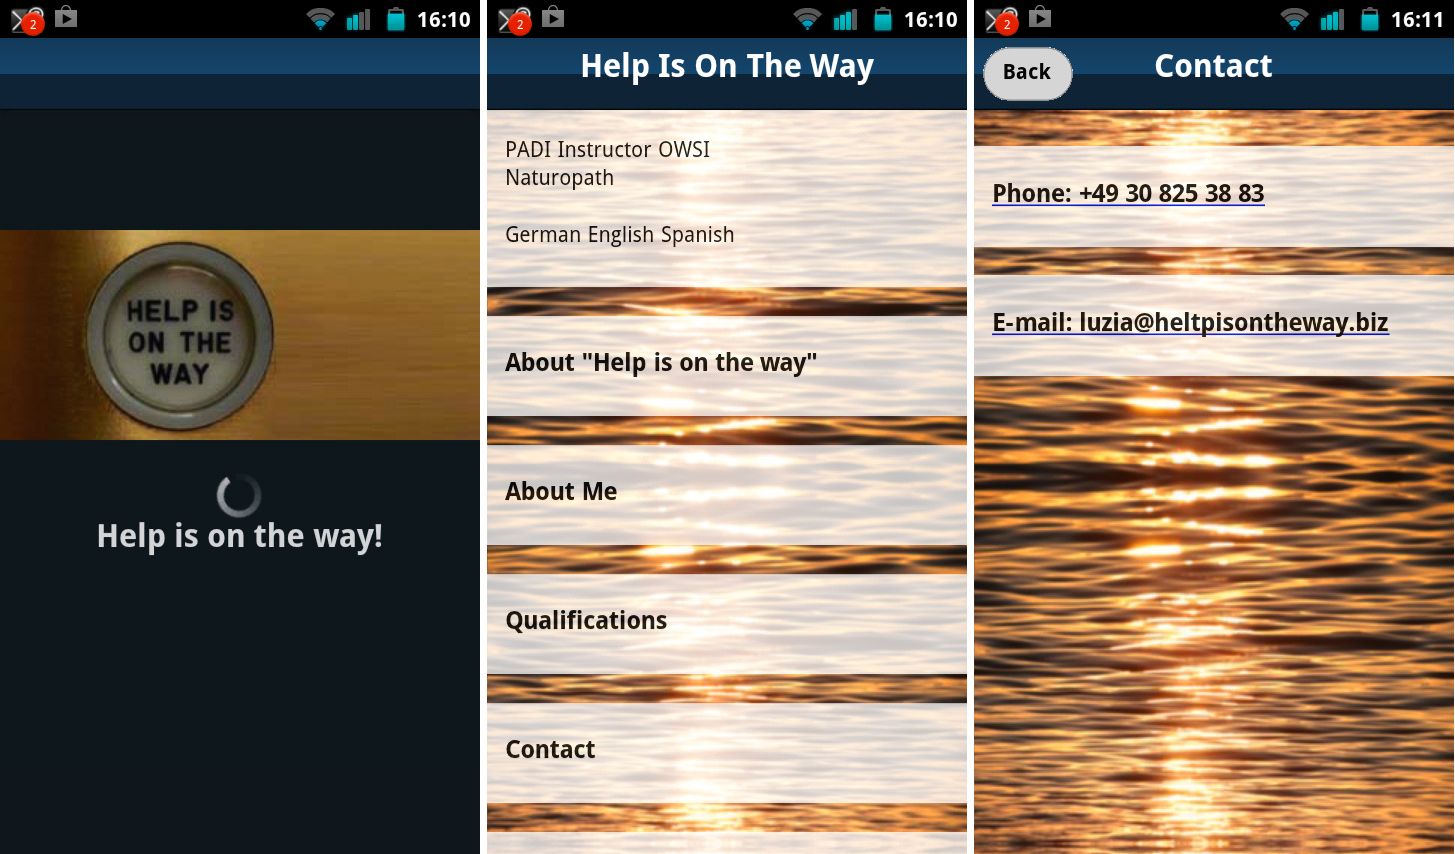 2
16:10
HELP IS
ON THE
WAY
Help is on the way!
2
16:10
Help Is On The Way
PADI Instructor OWSI
Naturopath
German English Spanish
About "Help is on the way"
About Me
Qualifications
Contact
2
16:11
Back
Contact
Phone: +49 30 825 38 83
E-mail: luzia@heltpisontheway.biz